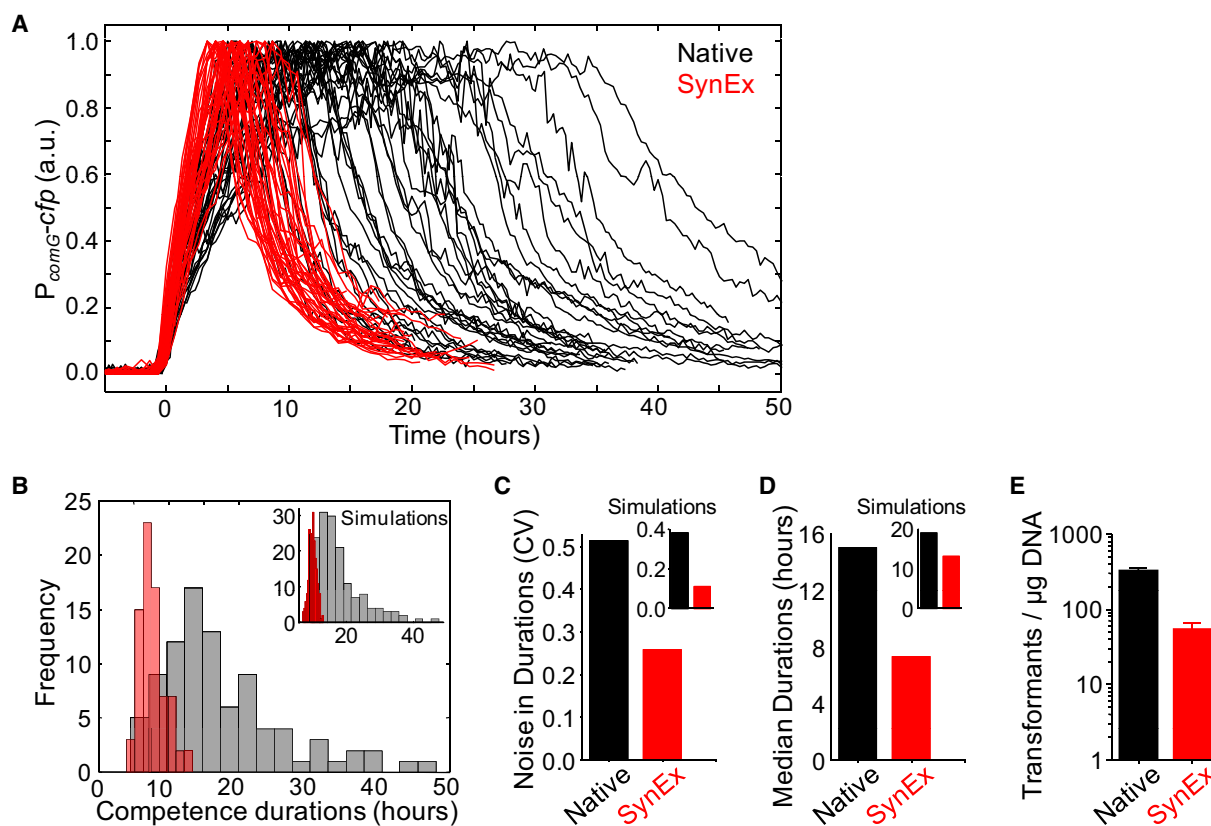 A
Native
SynEx
1.0
0.8
0.6
0.4
0.2
0.0
P_comG-cfp (a.u.)
0 10 20 30 40 50
Time (hours)
B
25
20
15
10
5
0
Frequency
0 10 20 30 40 50
Competence durations (hours)
Simulations
30
20
10
0
20 40
C
Simulations
0.4
0.2
0.0
0.5
0.4
0.3
0.2
0.1
0.0
Noise in Durations (CV)
Native SynEx
D
Simulations
20
10
0
16
12
8
4
0
Median Durations (hours)
Native SynEx
E
1000
100
10
1
Transformants / µg DNA
Native SynEx